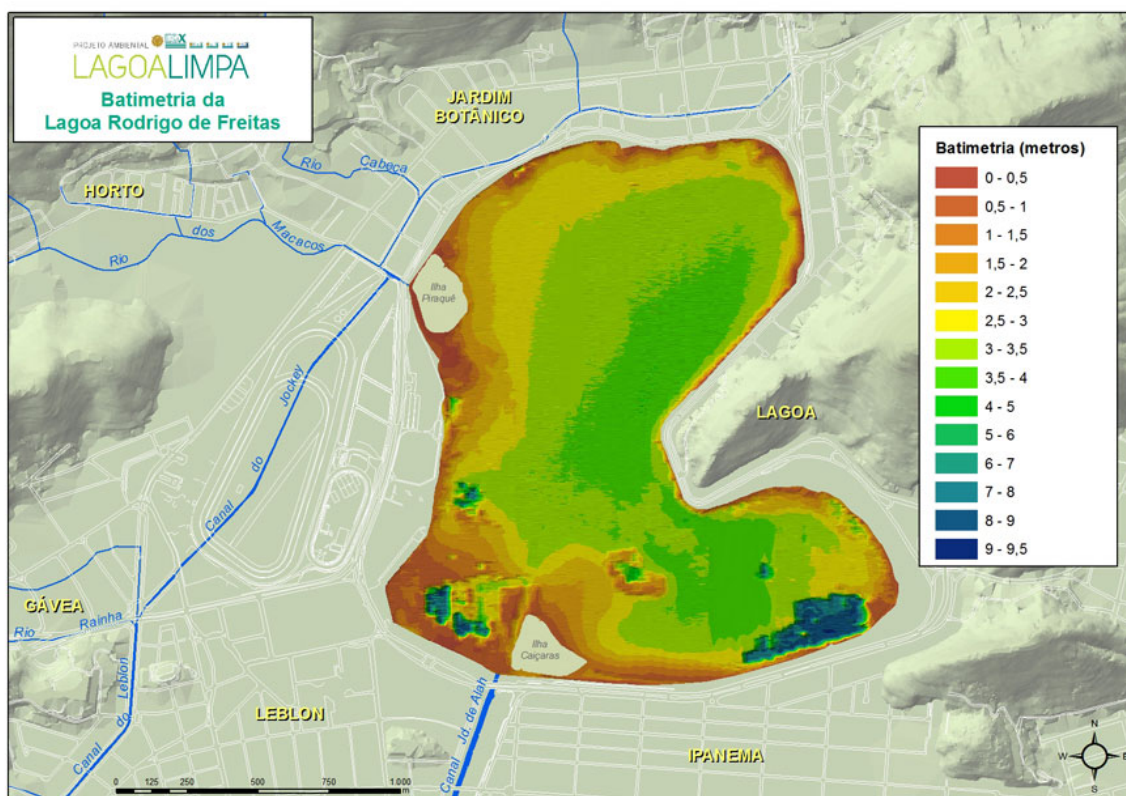 PROJETO AMBIENTAL
LAGOALIMPA
Batimetria da
Lagoa Rodrigo de Freitas
JARDIM
BOTÂNICO
HORTO
Rio Cabeça
Rio dos Macacos
Ilha
Piraquê
Canal do Jockey
LAGOA
GÁVEA
Rio Rainha
Canal do Leblon
LEBLON
Ilha
Caiçaras
Canal Jd. de Alah
IPANEMA
Batimetria (metros)
0 - 0,5
0,5 - 1
1 - 1,5
1,5 - 2
2 - 2,5
2,5 - 3
3 - 3,5
3,5 - 4
4 - 5
5 - 6
6 - 7
7 - 8
8 - 9
9 - 9,5
0 125 250 500 750 1.000
m
N
W E
S